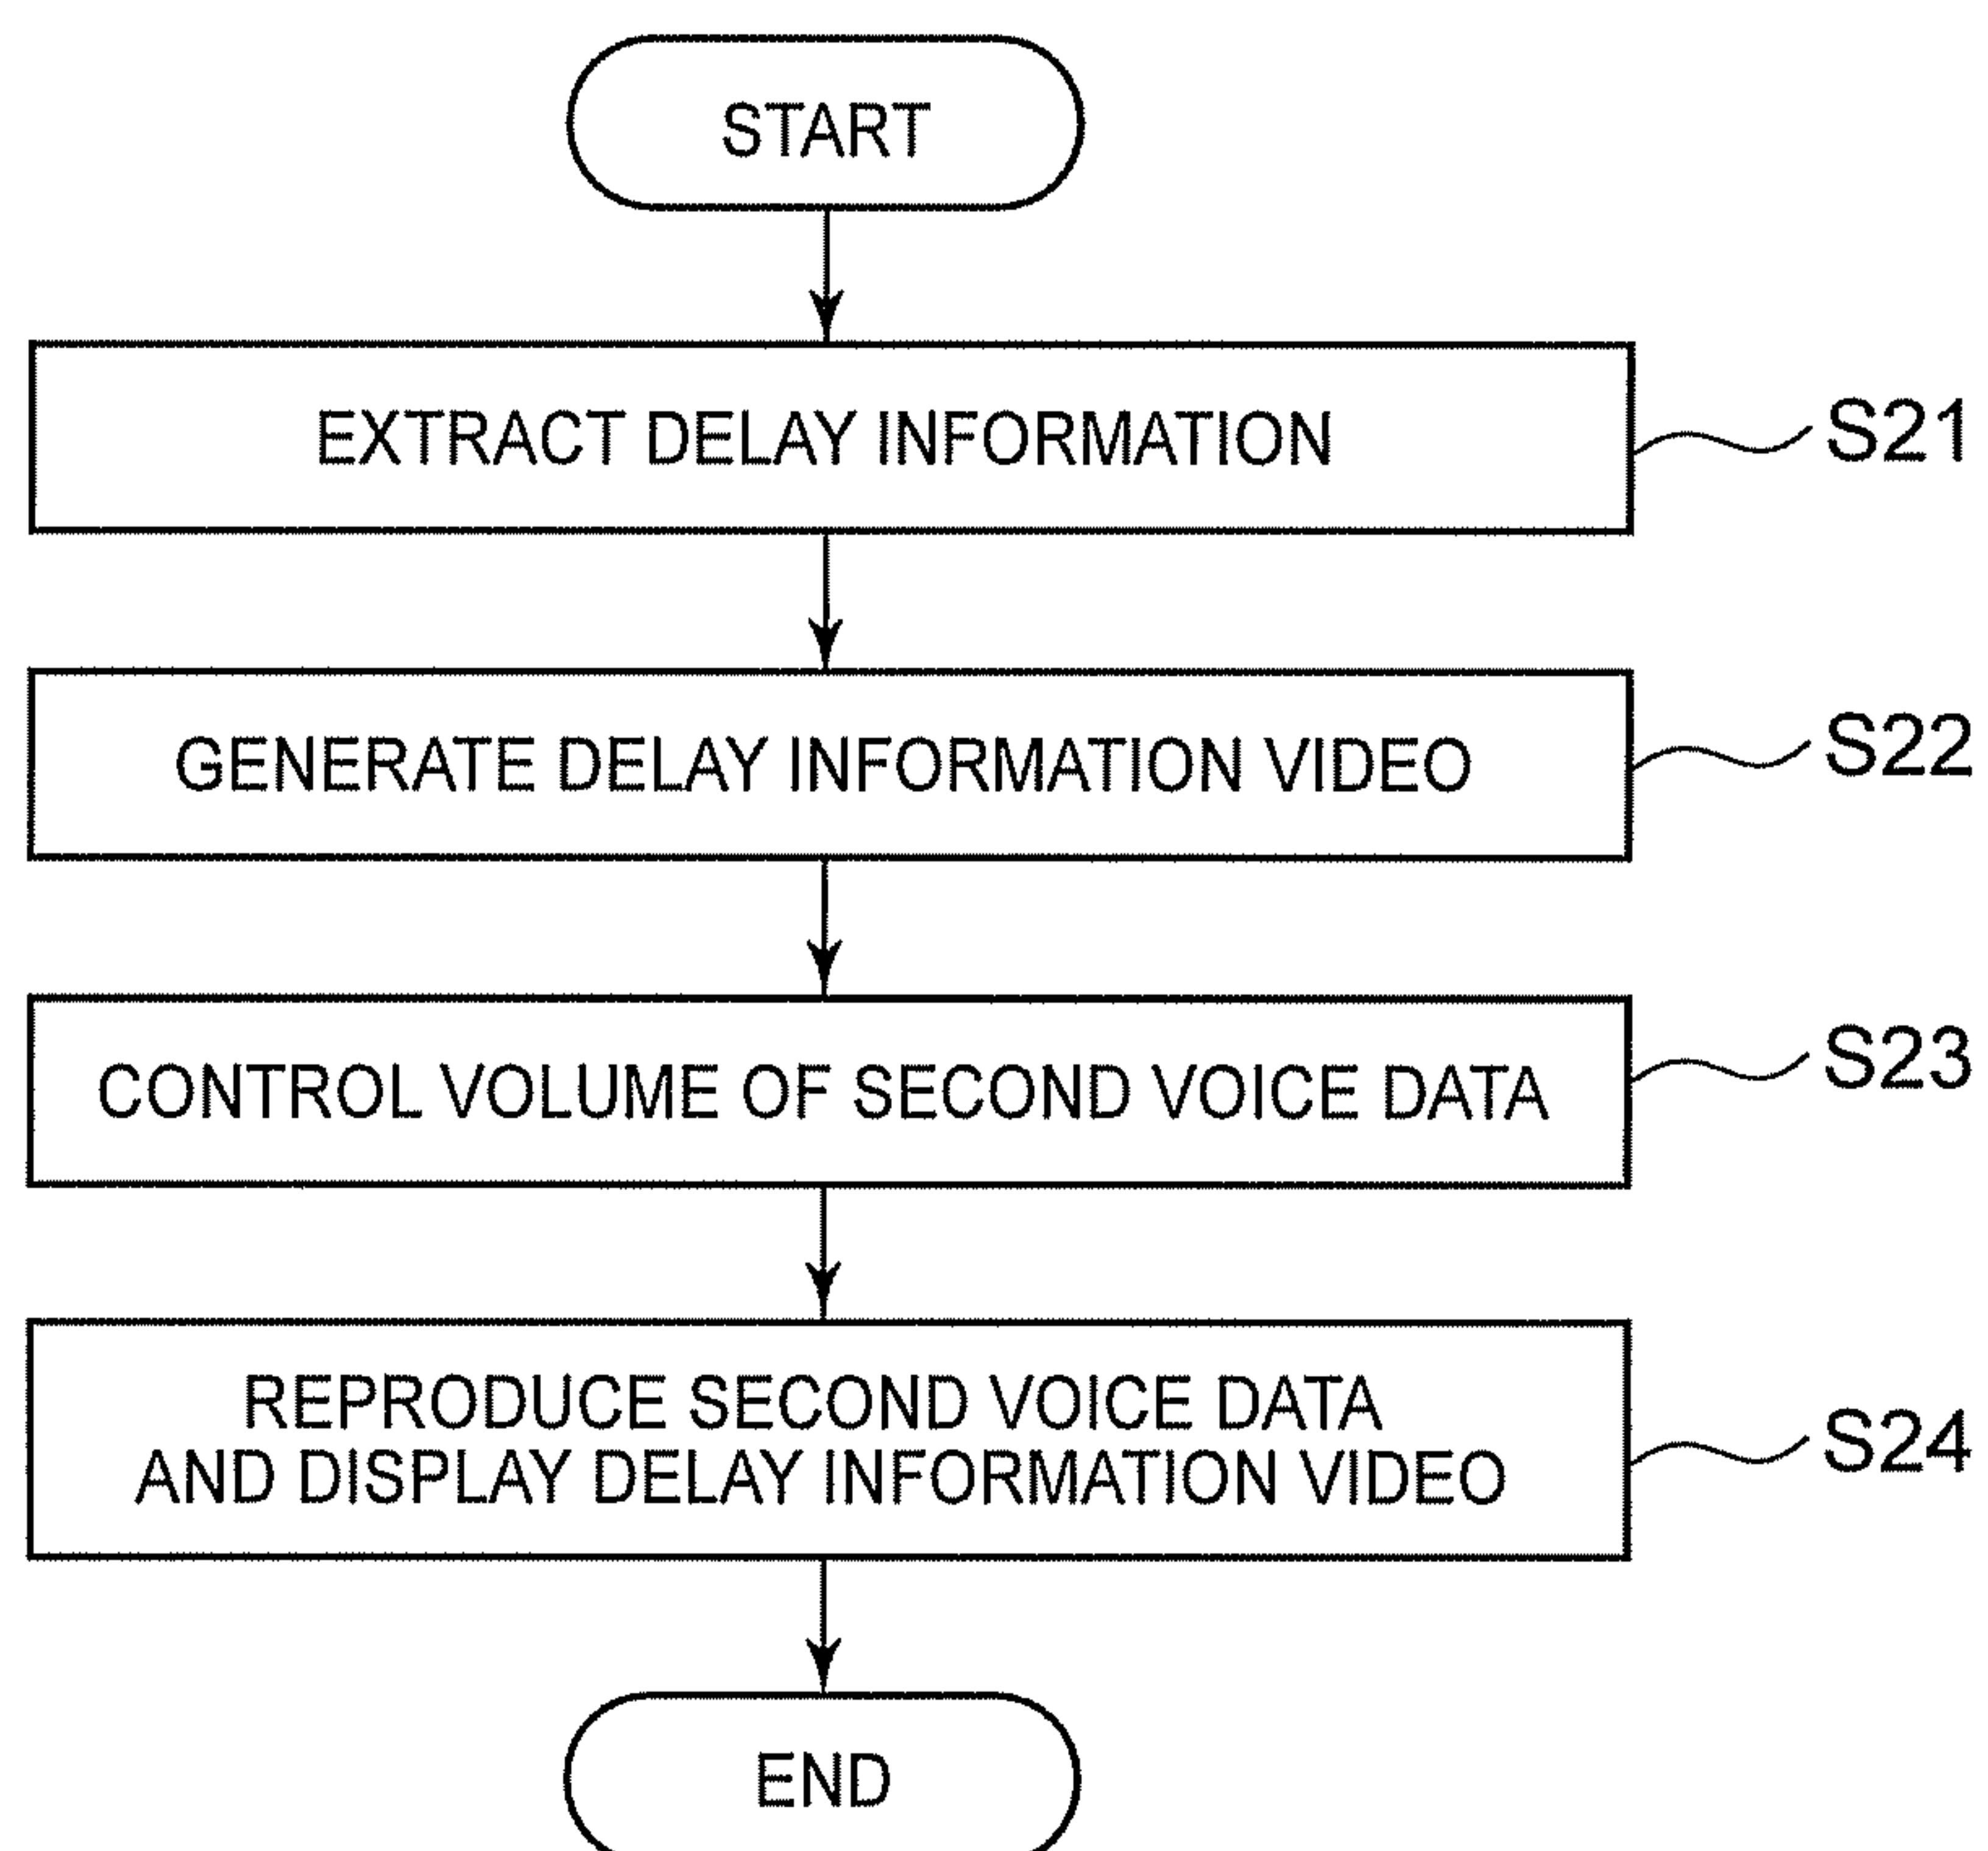 START
EXTRACT DELAY INFORMATION
S21
GENERATE DELAY INFORMATION VIDEO
S22
CONTROL VOLUME OF SECOND VOICE DATA
S23
REPRODUCE SECOND VOICE DATA
AND DISPLAY DELAY INFORMATION VIDEO
S24
END